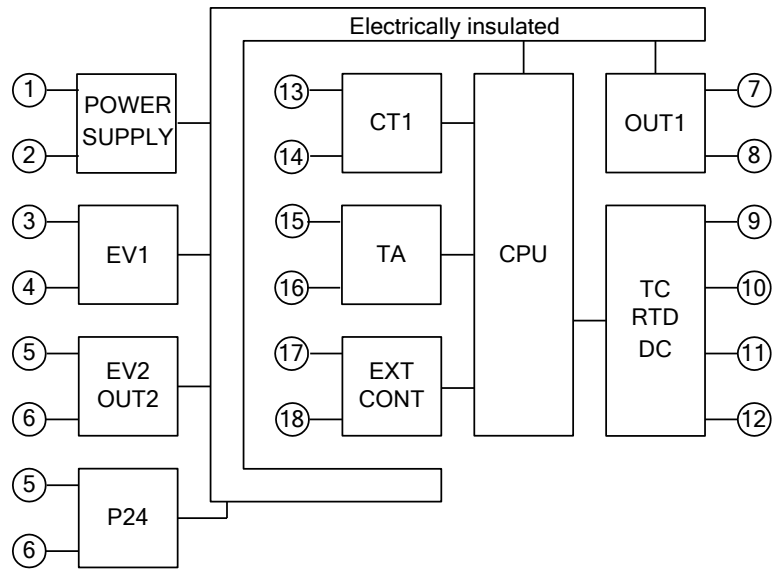 Electrically insulated
1
2
POWER
SUPPLY
13
14
CT1
CPU
OUT1
7
8
3
4
EV1
15
16
TA
TC
RTD
DC
9
10
11
12
5
6
EV2
OUT2
17
18
EXT
CONT
5
6
P24